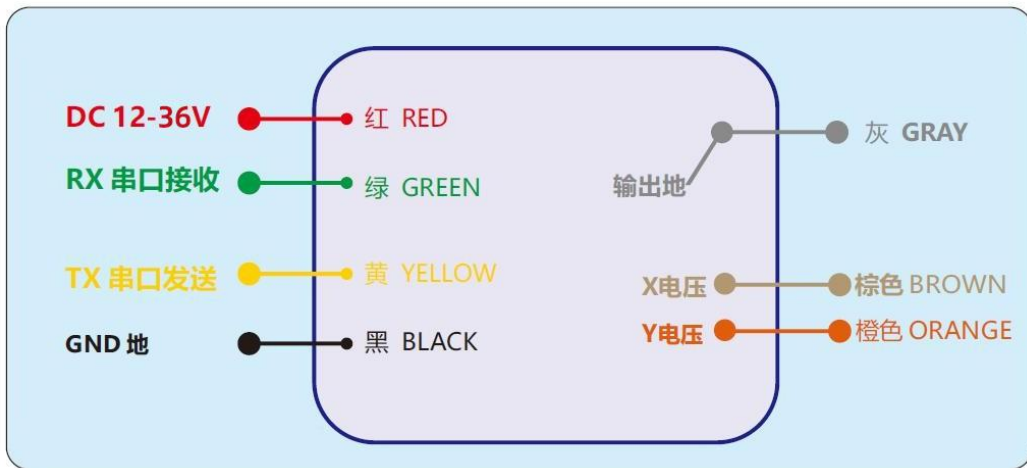 DC 12-36V
红 RED
RX 串口接收
绿 GREEN
TX 串口发送
黄 YELLOW
GND 地
黑 BLACK
输出地
灰 GRAY
X电压
棕色 BROWN
Y电压
橙色 ORANGE